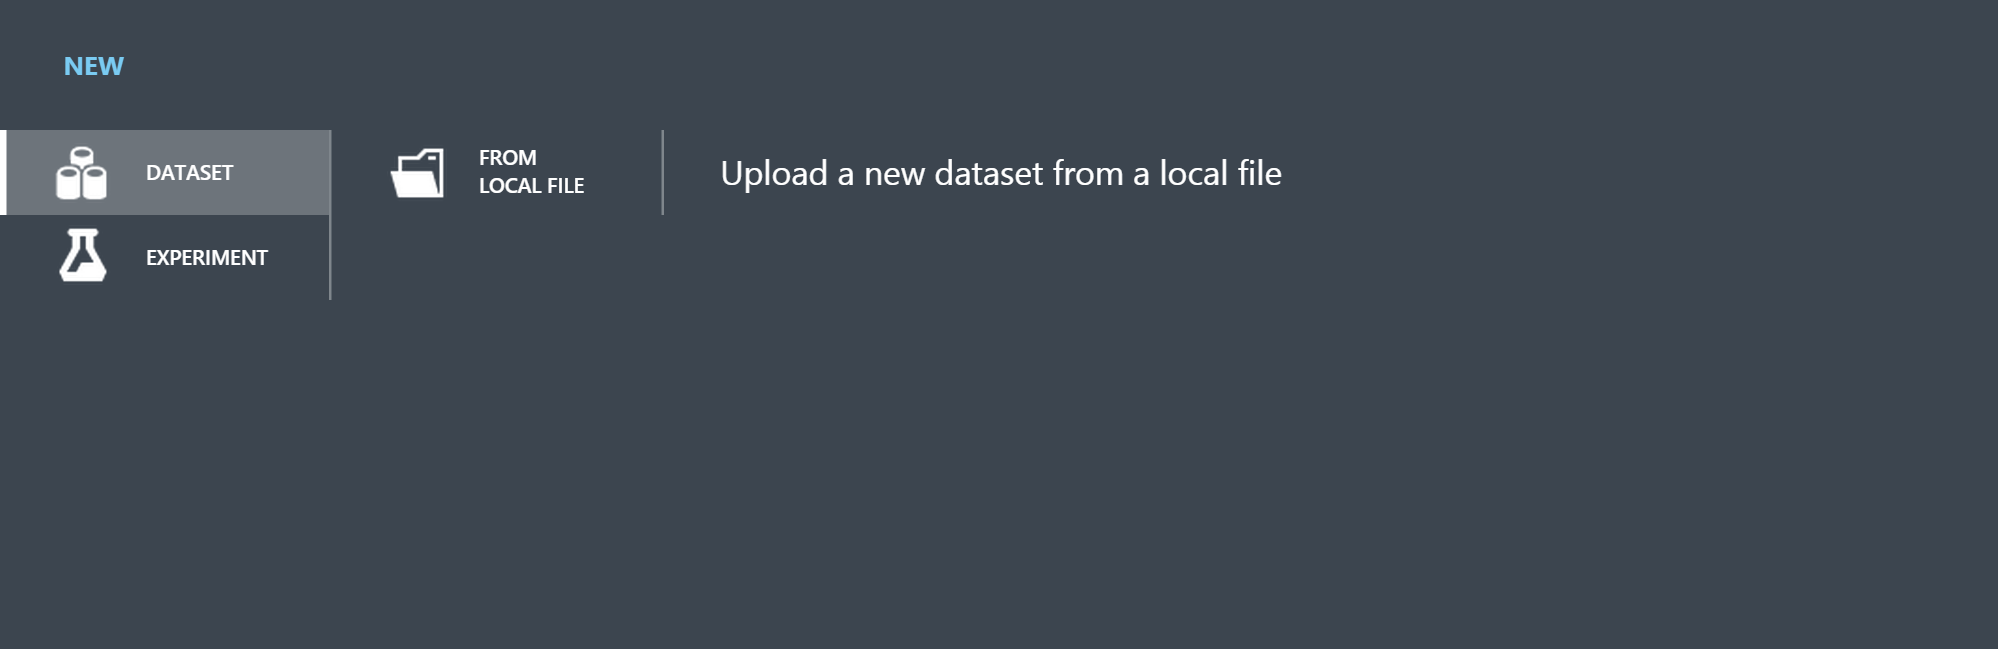 NEW
DATASET
FROM
LOCAL FILE
Upload a new dataset from a local file
EXPERIMENT